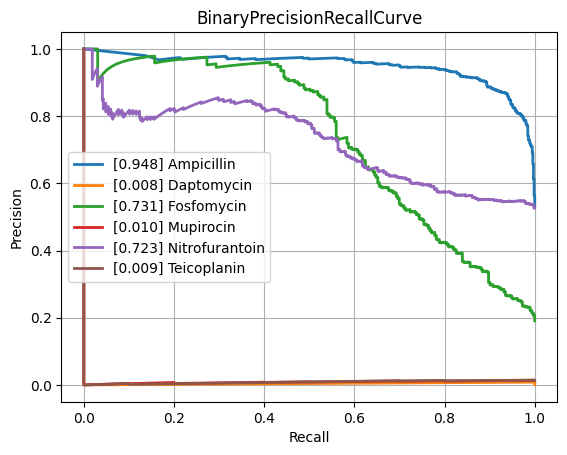 BinaryPrecisionRecallCurve
1.0
0.8
0.6
0.4
0.2
0.0
Precision
[0.948] Ampicillin
[0.008] Daptomycin
[0.731] Fosfomycin
[0.010] Mupirocin
[0.723] Nitrofurantoin
[0.009] Teicoplanin
0.0 0.2 0.4 0.6 0.8 1.0
Recall